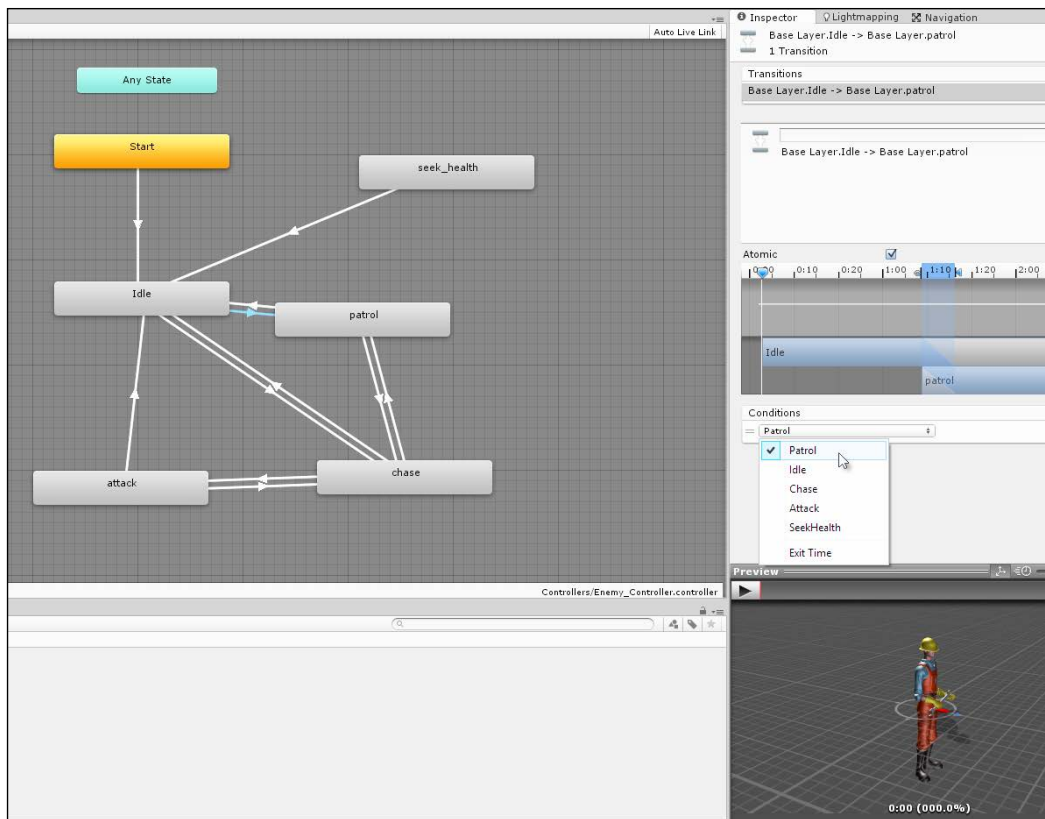 Auto Live Link
Any State
Start
seek_health
Idle
patrol
attack
chase
Controllers/Enemy_Controller.controller
Inspector Lightmapping Navigation
Base Layer.Idle -> Base Layer.patrol
1 Transition
Transitions
Base Layer.Idle -> Base Layer.patrol
Base Layer.Idle -> Base Layer.patrol
Atomic
0:00 0:10 0:20 1:00 1:10 1:20 2:00
Idle
patrol
Conditions
Patrol
Patrol
Idle
Chase
Attack
SeekHealth
Exit Time
Preview
0:00 (000.0%)